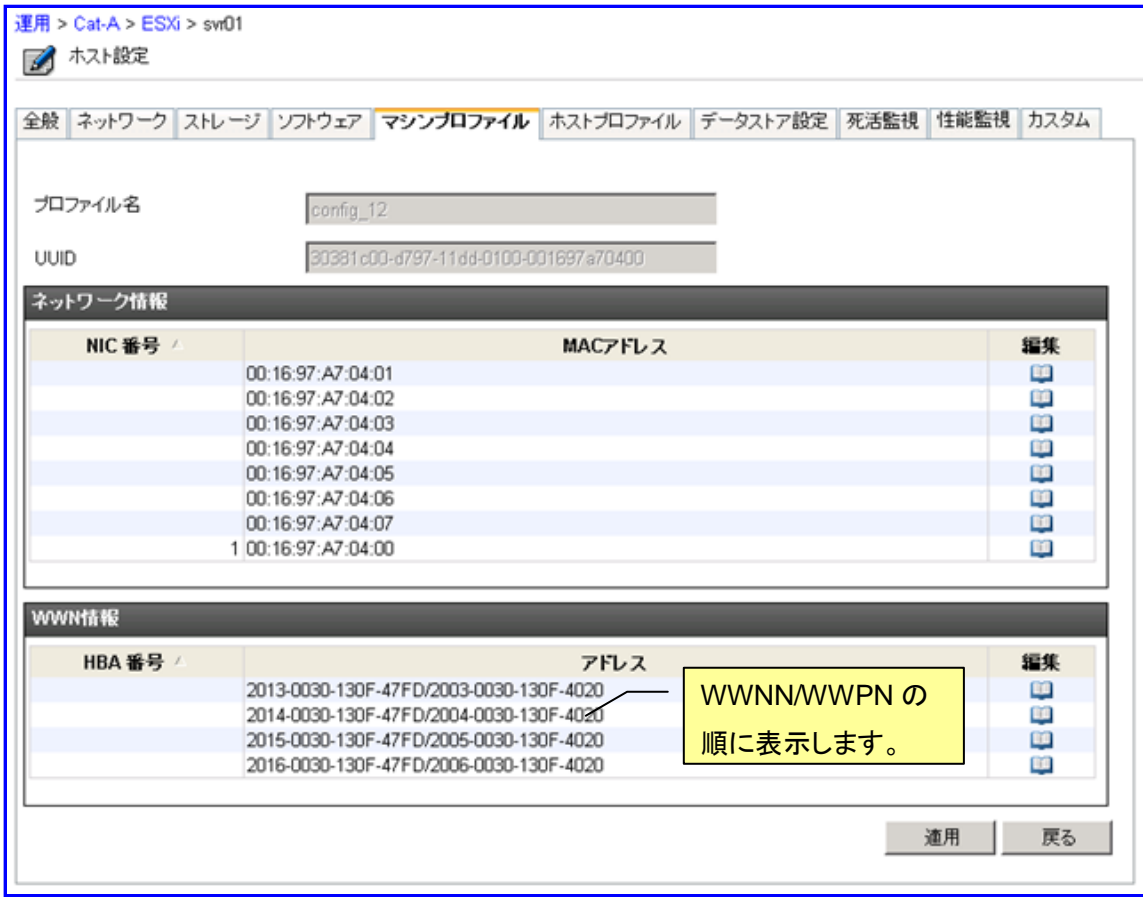 運用 > Cat-A > ESXi > svr01
ホスト設定
全般 ネットワーク ストレージ ソフトウェア マシンプロファイル ホストプロファイル データストア設定 死活監視 性能監視 カスタム
プロファイル名 config_12
UUID 30381c00-d797-11dd-0100-001697a70400
ネットワーク情報
NIC 番号 MACアドレス 編集
00:16:97:A7:04:01
00:16:97:A7:04:02
00:16:97:A7:04:03
00:16:97:A7:04:04
00:16:97:A7:04:05
00:16:97:A7:04:06
00:16:97:A7:04:07
1 00:16:97:A7:04:00
WWN情報
HBA 番号 アドレス 編集
2013-0030-130F-47FD/2003-0030-130F-4020
2014-0030-130F-47FD/2004-0030-130F-4020
2015-0030-130F-47FD/2005-0030-130F-4020
2016-0030-130F-47FD/2006-0030-130F-4020
WWNN/WWPN の
順に表示します。
適用 戻る